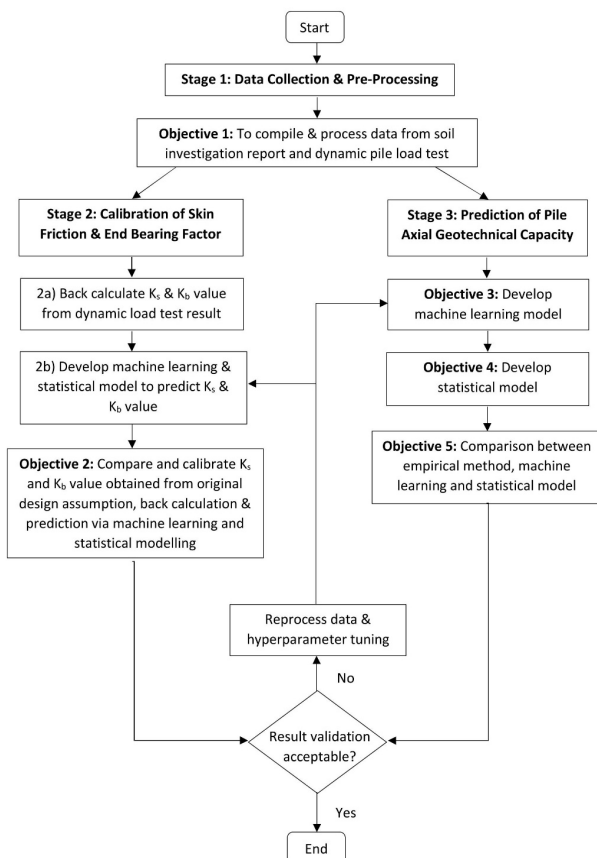 Start
Stage 1: Data Collection & Pre-Processing
Objective 1: To compile & process data from soil
investigation report and dynamic pile load test
Stage 2: Calibration of Skin
Friction & End Bearing Factor
Stage 3: Prediction of Pile
Axial Geotechnical Capacity
2a) Back calculate Kₛ & K_b value
from dynamic load test result
Objective 3: Develop
machine learning model
2b) Develop machine learning &
statistical model to predict Kₛ &
K_b value
Objective 4: Develop
statistical model
Objective 2: Compare and calibrate Kₛ
and K_b value obtained from original
design assumption, back calculation &
prediction via machine learning and
statistical modelling
Objective 5: Comparison between
empirical method, machine
learning and statistical model
Reprocess data &
hyperparameter tuning
No
Result validation
acceptable?
Yes
End